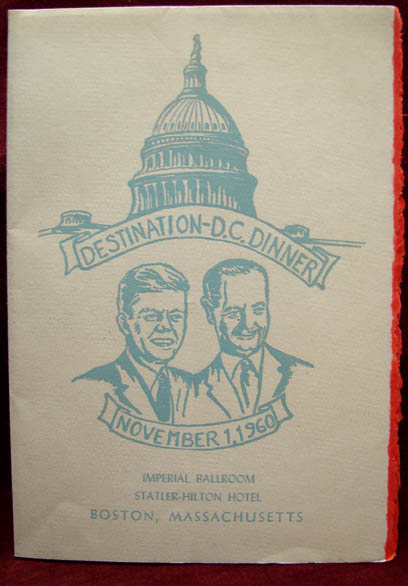 DESTINATION-D.C. DINNER
NOVEMBER 1, 1960
IMPERIAL BALLROOM
STATLER-HILTON HOTEL
BOSTON, MASSACHUSETTS